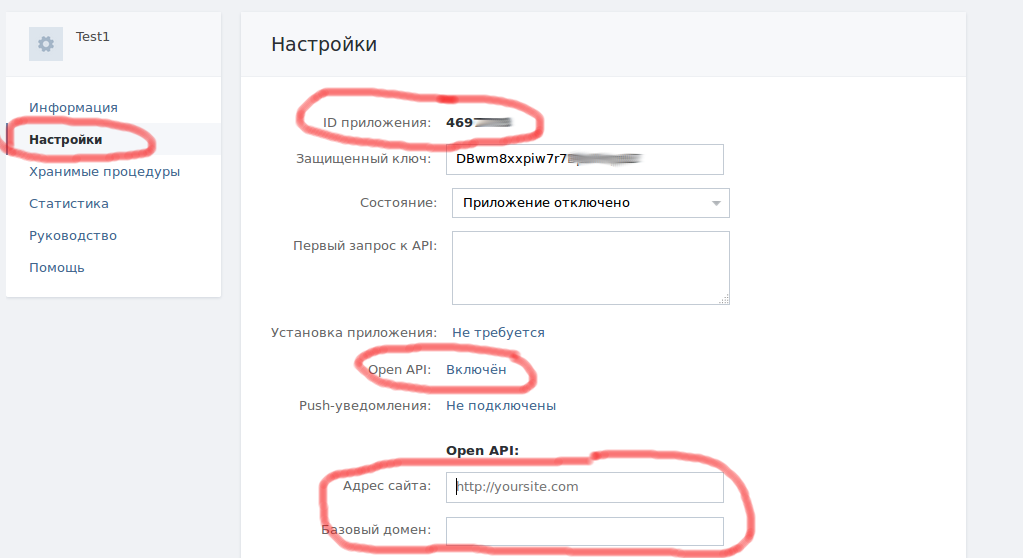 Test1
Информация
Настройки
Хранимые процедуры
Статистика
Руководство
Помощь
Настройки
ID приложения: 469
Защищенный ключ: DBwm8xxpiw7r7
Состояние: Приложение отключено
Первый запрос к API:
Установка приложения: Не требуется
Open API: Включён
Push-уведомления: Не подключены
Open API:
Адрес сайта: http://yoursite.com
Базовый домен: